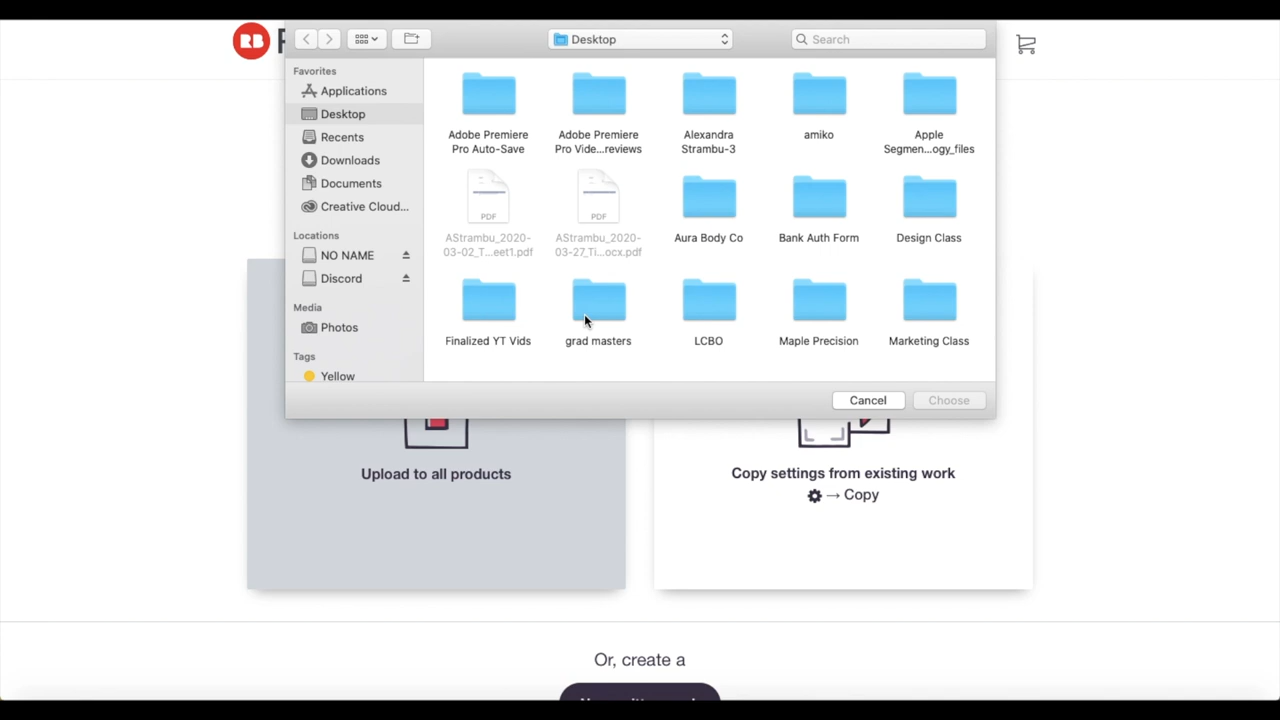 RB
Desktop
Search
Favorites
Applications
Desktop
Recents
Downloads
Documents
Creative Cloud...
Locations
NO NAME
Discord
Media
Photos
Tags
Yellow
Adobe Premiere
Pro Auto-Save
Adobe Premiere
Pro Vide...reviews
Alexandra
Strambu-3
amiko
Apple
Segmen...ogy_files
PDF
AStrambu_2020-
03-02_T...eet1.pdf
PDF
AStrambu_2020-
03-27_Ti...ocx.pdf
Aura Body Co
Bank Auth Form
Design Class
Finalized YT Vids
grad masters
LCBO
Maple Precision
Marketing Class
Cancel
Choose
Upload to all products
Copy settings from existing work
→ Copy
Or, create a